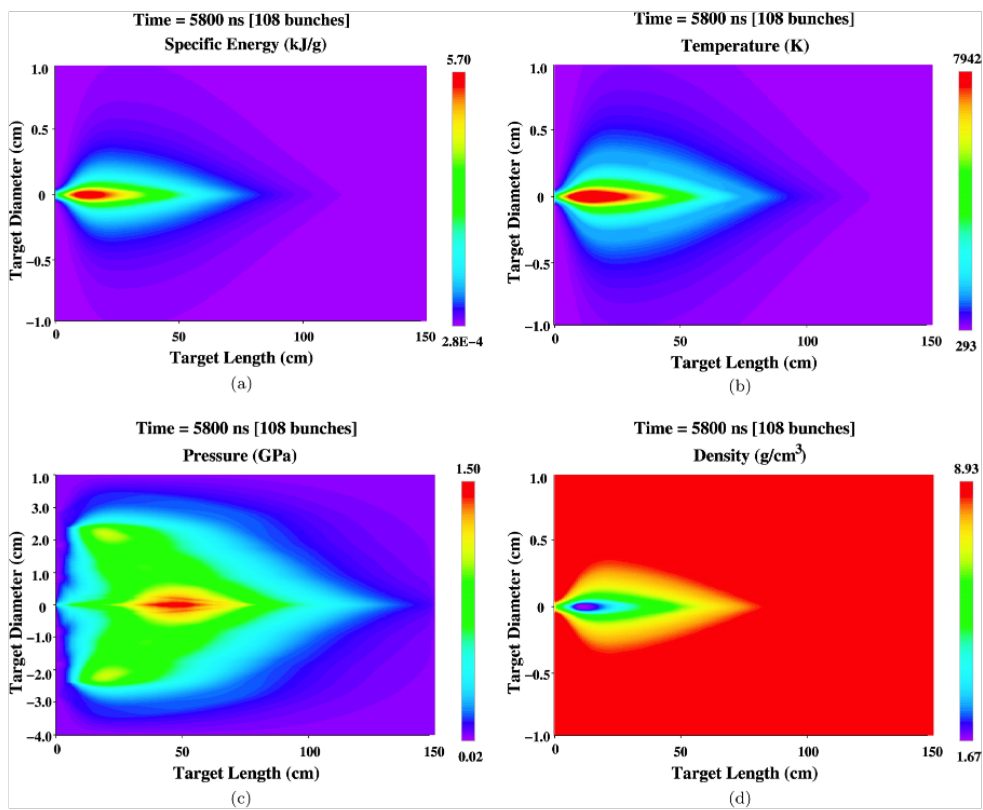 Time = 5800 ns [108 bunches]
Specific Energy (kJ/g)
5.70
1.0
0.5
0
−0.5
−1.0
Target Diameter (cm)
0
50
100
150
2.8E−4
Target Length (cm)
(a)
Time = 5800 ns [108 bunches]
Temperature (K)
7942
1.0
0.5
0
−0.5
−1.0
Target Diameter (cm)
0
50
100
150
293
Target Length (cm)
(b)
Time = 5800 ns [108 bunches]
Pressure (GPa)
1.50
1.0
3.0
2.0
1.0
0
−1.0
−2.0
−3.0
−4.0
Target Diameter (cm)
0
50
100
150
0.02
Target Length (cm)
(c)
Time = 5800 ns [108 bunches]
Density (g/cm³)
8.93
1.0
0.5
0
−0.5
−1.0
Target Diameter (cm)
0
50
100
150
1.67
Target Length (cm)
(d)